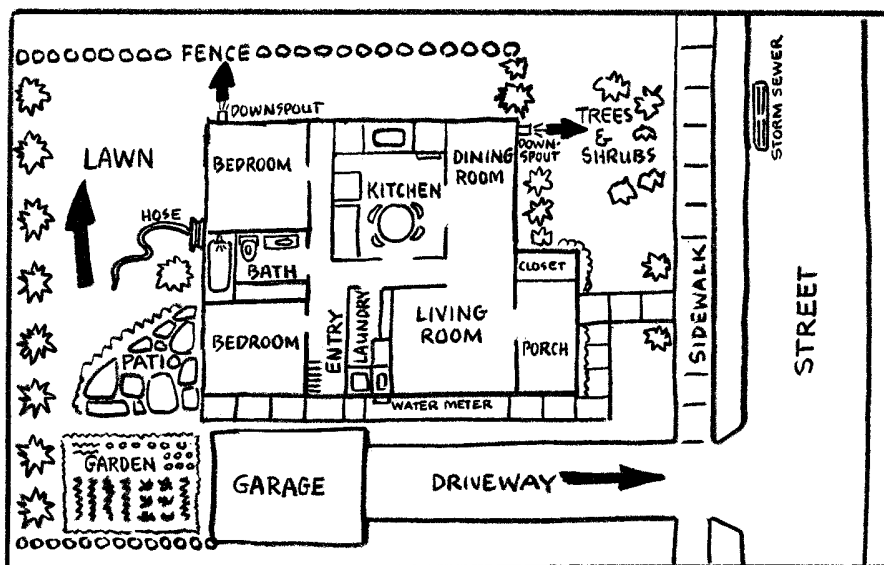 FENCE
DOWNSPOUT
TREES
&
SHRUBS
DOWN-
SPOUT
STORM SEWER
LAWN
BEDROOM
DINING
ROOM
KITCHEN
HOSE
BATH
CLOSET
SIDEWALK
STREET
LIVING
ROOM
LAUNDRY
ENTRY
BEDROOM
PORCH
PATIO
WATER METER
GARDEN
GARAGE
DRIVEWAY